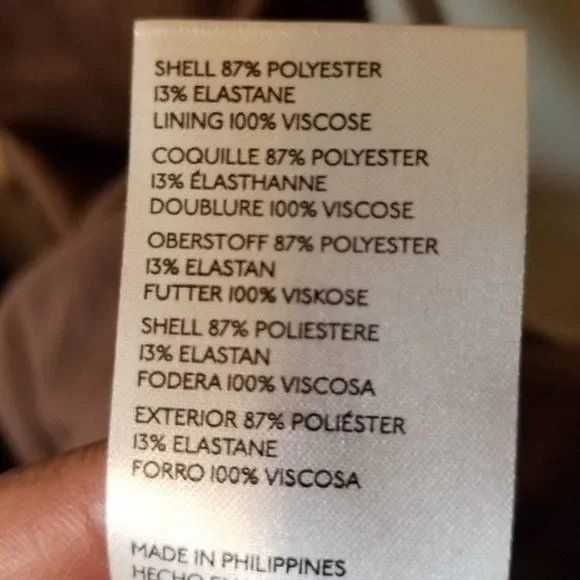 SHELL 87% POLYESTER
13% ELASTANE
LINING 100% VISCOSE
COQUILLE 87% POLYESTER
13% ÉLASTHANNE
DOUBLURE 100% VISCOSE
OBERSTOFF 87% POLYESTER
13% ELASTAN
FUTTER 100% VISKOSE
SHELL 87% POLIESTERE
13% ELASTAN
FODERA 100% VISCOSA
EXTERIOR 87% POLIÉSTER
13% ELASTANE
FORRO 100% VISCOSA
MADE IN PHILIPPINES
HECHO